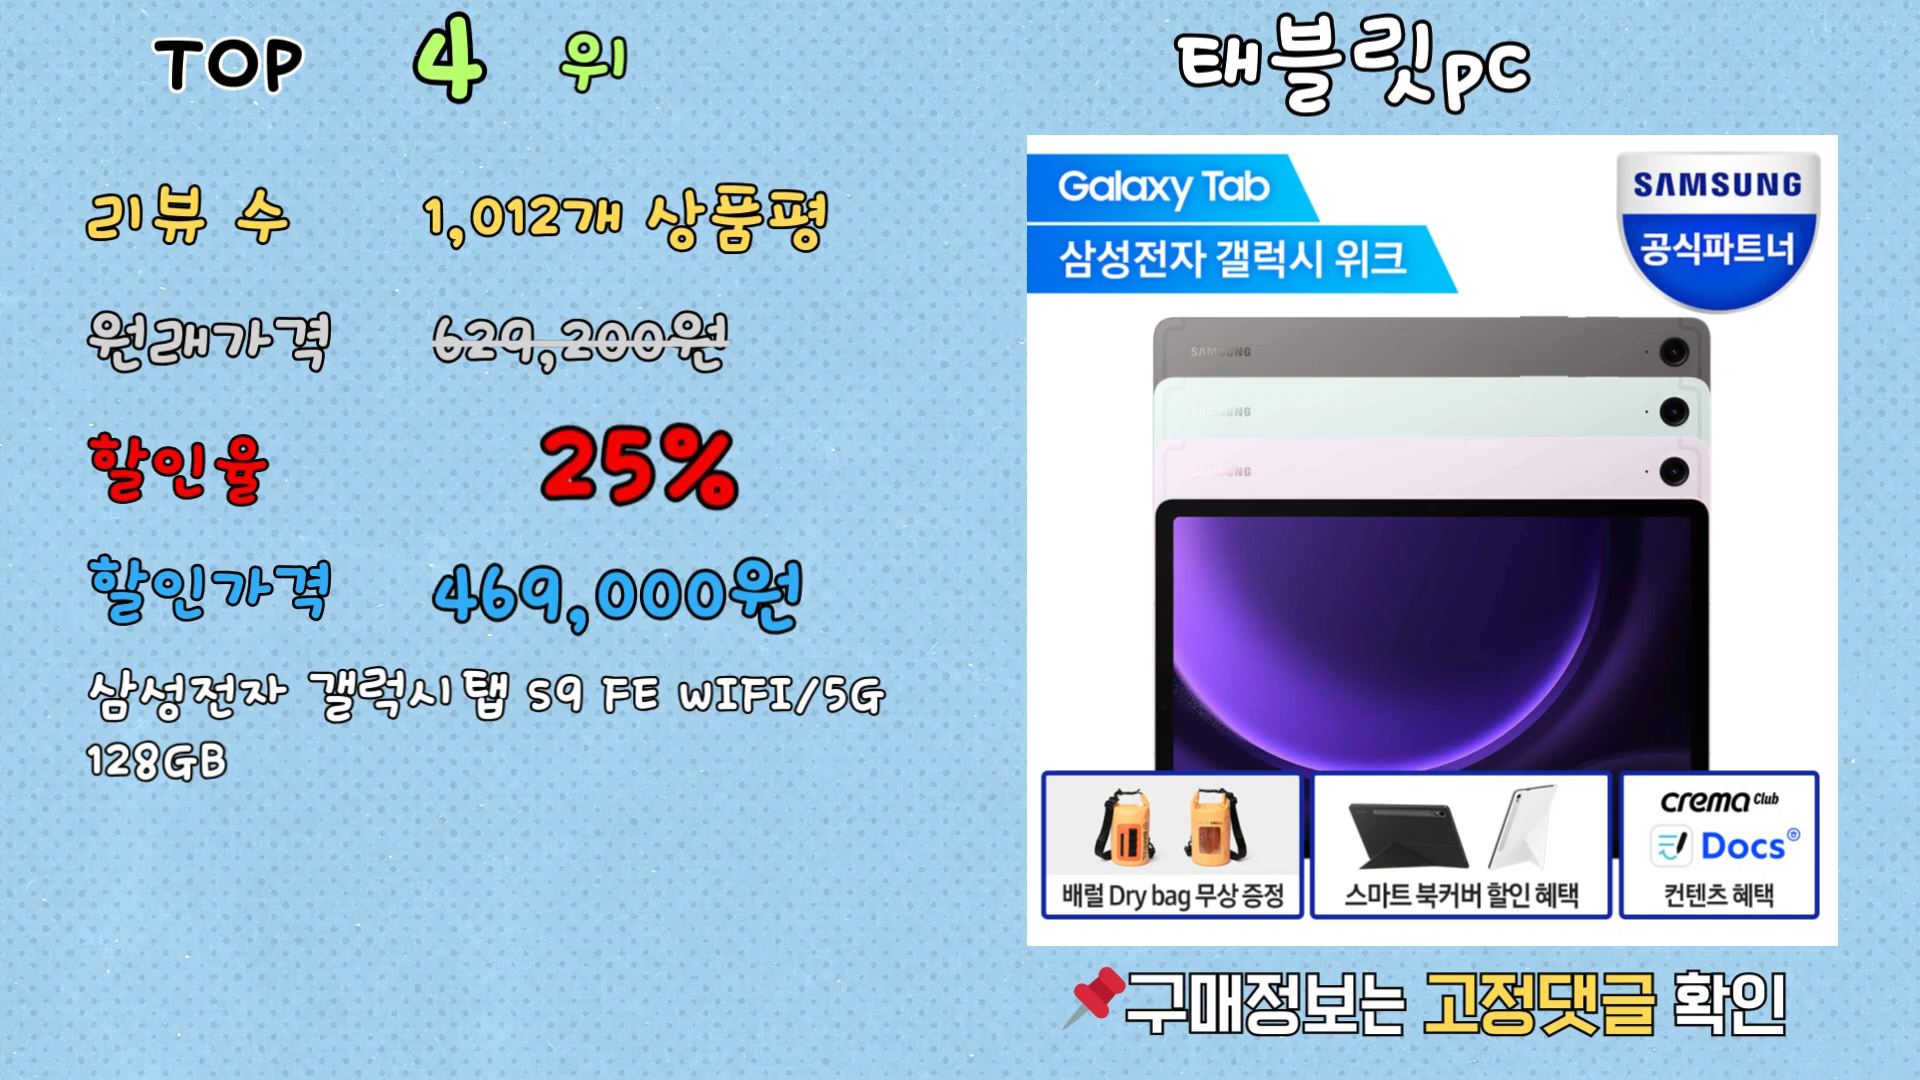 TOP 4 위
태블릿pc
리뷰 수 1,012개 상품평
원래가격 629,200원
할인율 25%
할인가격 469,000원
삼성전자 갤럭시탭 S9 FE WIFI/5G
128GB
Galaxy Tab
삼성전자 갤럭시 위크
SAMSUNG
공식파트너
SAMSUNG
SAMSUNG
SAMSUNG
배럴 Dry bag 무상 증정
스마트 북커버 할인 혜택
crema Club
Docs
컨텐츠 혜택
구매정보는 고정댓글 확인